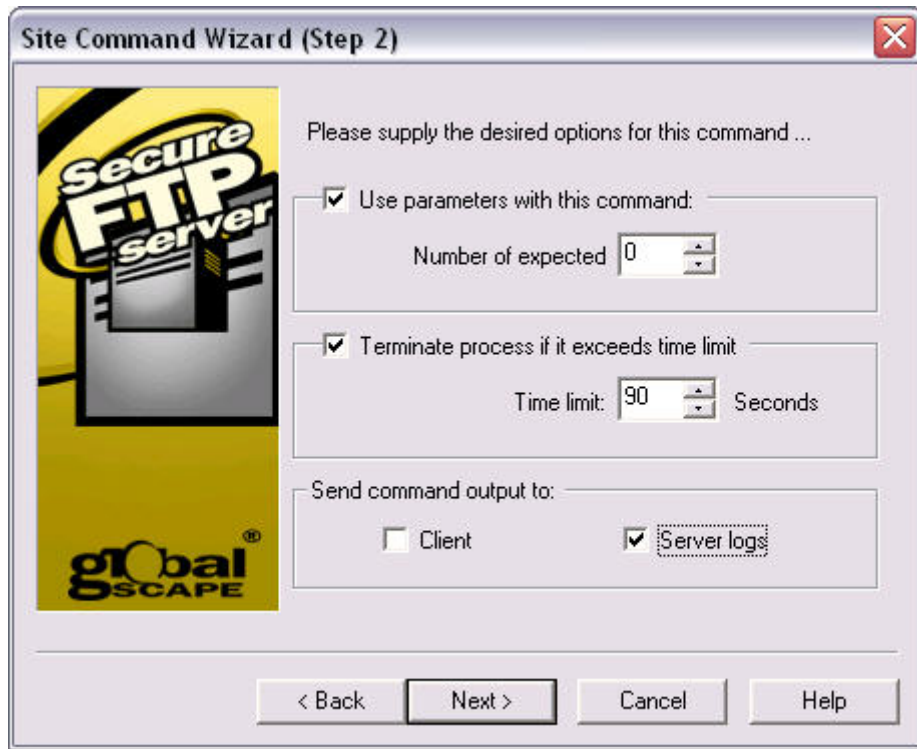 Site Command Wizard (Step 2)
Secure
FTP
server
globalSCAPE®
Please supply the desired options for this command ...
Use parameters with this command:
Number of expected 0
Terminate process if it exceeds time limit
Time limit: 90 Seconds
Send command output to:
Client Server logs
< Back Next > Cancel Help